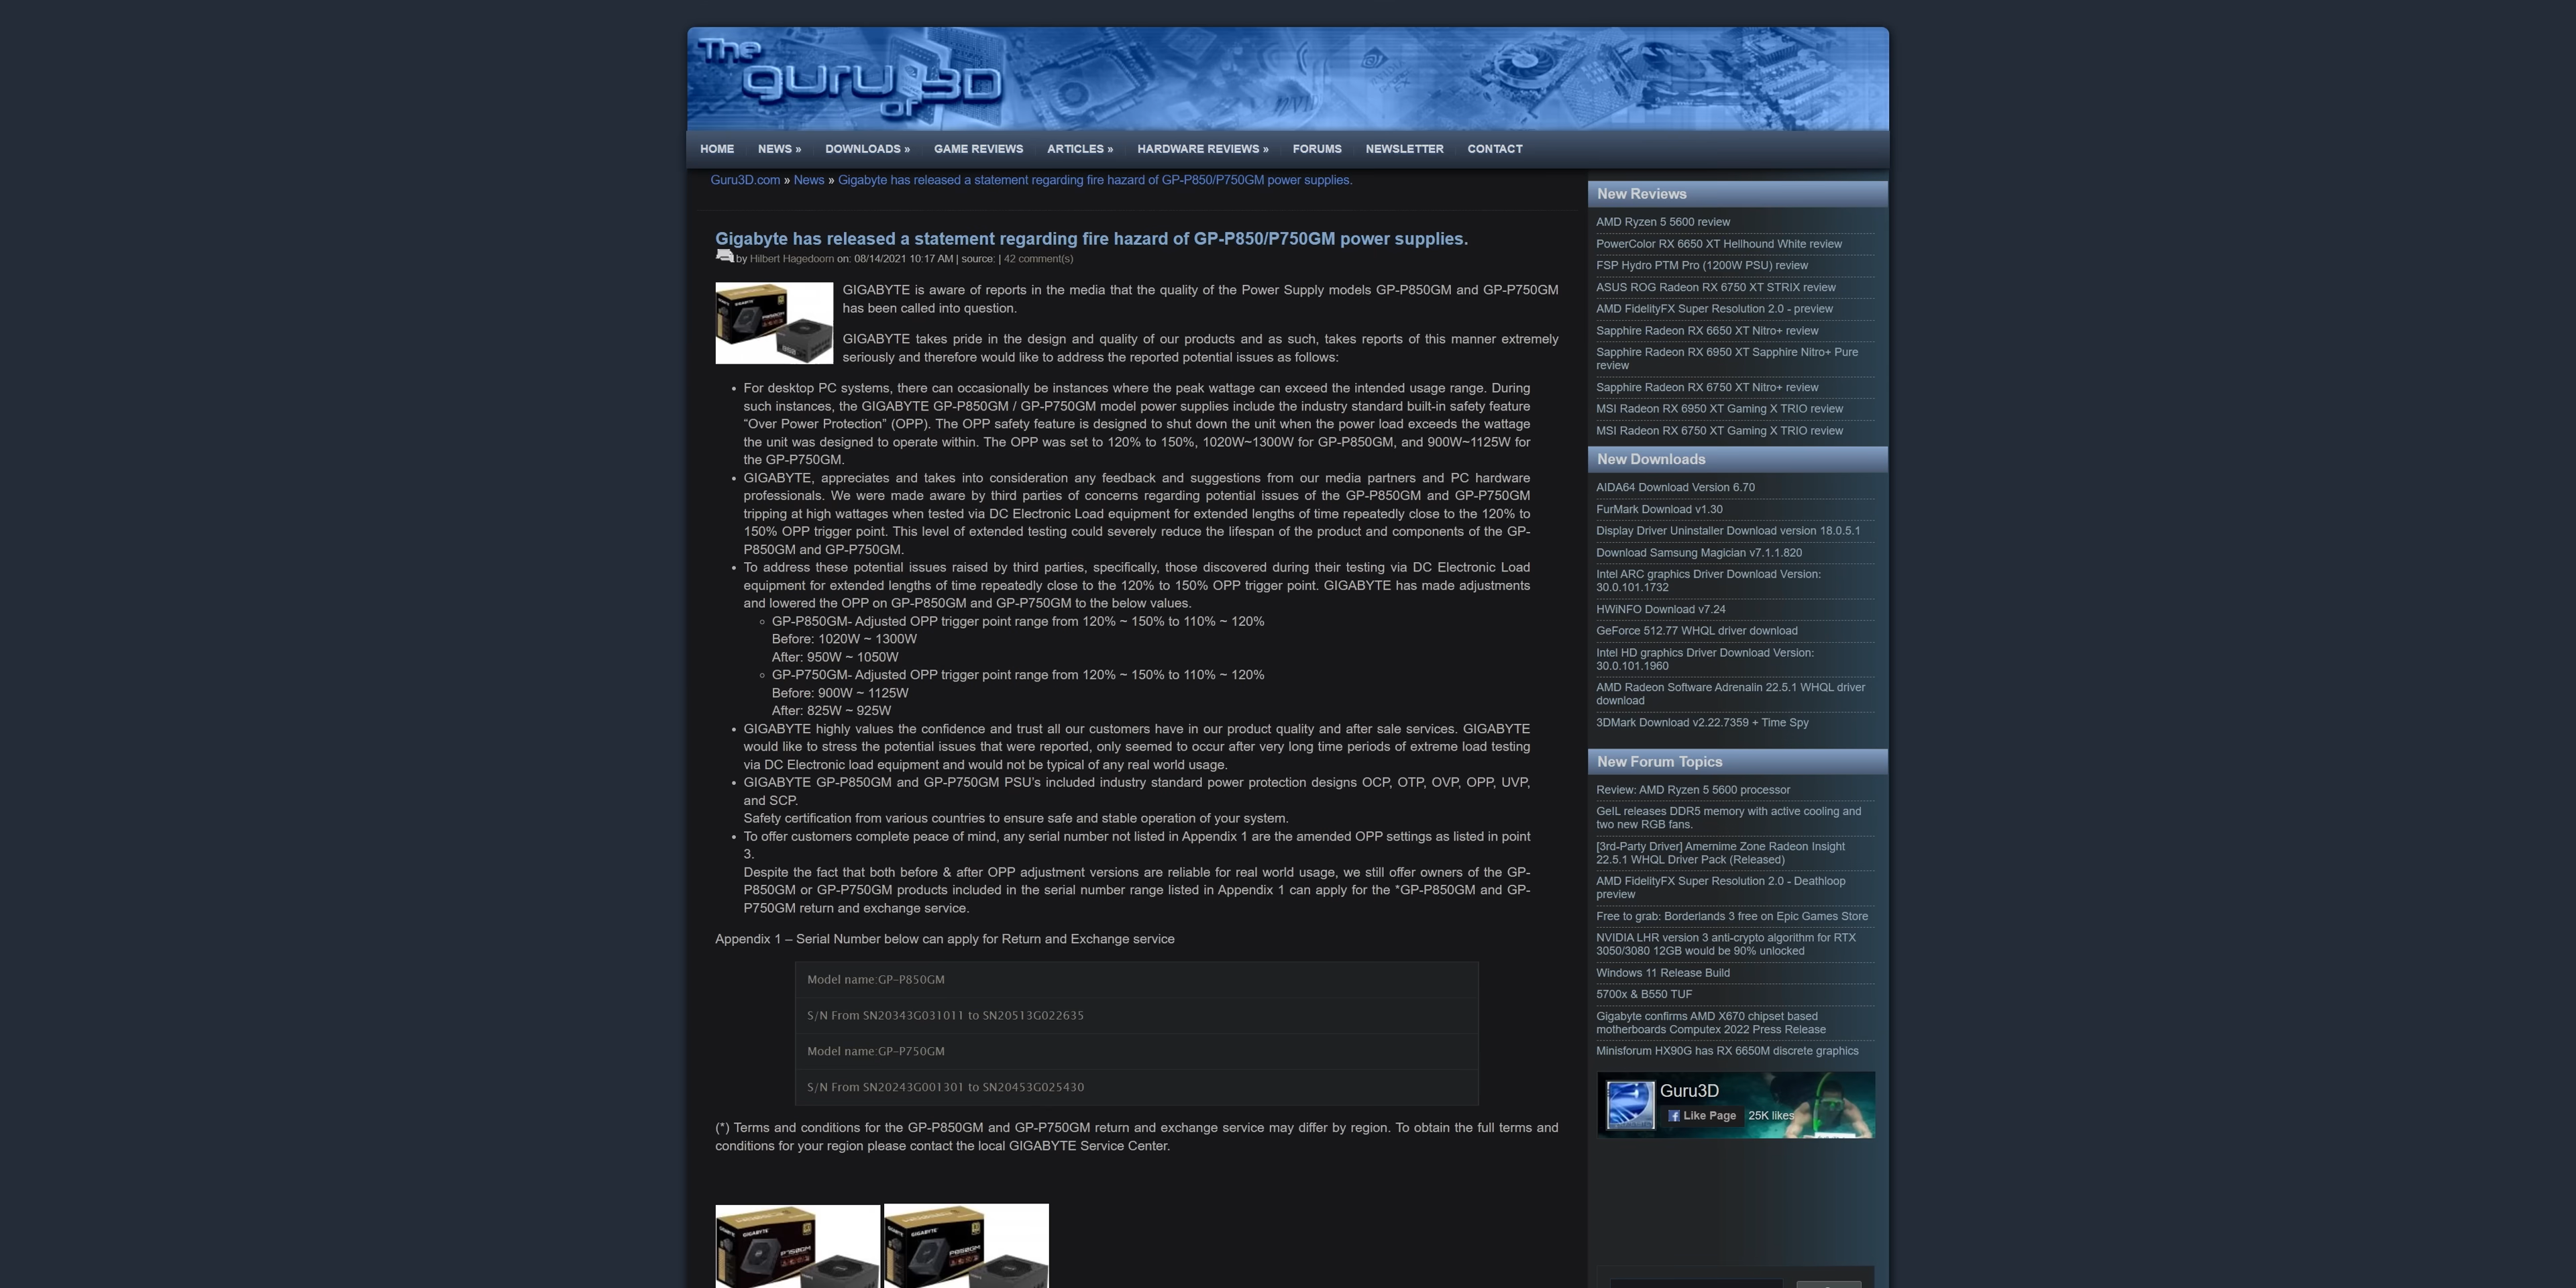 The
guru of 3D
HOME NEWS » DOWNLOADS » GAME REVIEWS ARTICLES » HARDWARE REVIEWS » FORUMS NEWSLETTER CONTACT
Guru3D.com » News » Gigabyte has released a statement regarding fire hazard of GP-P850/P750GM power supplies.
Gigabyte has released a statement regarding fire hazard of GP-P850/P750GM power supplies.
by Hilbert Hagedoorn on: 08/14/2021 10:17 AM | source: | 42 comment(s)
GIGABYTE is aware of reports in the media that the quality of the Power Supply models GP-P850GM and GP-P750GM
has been called into question.
GIGABYTE takes pride in the design and quality of our products and as such, takes reports of this manner extremely
seriously and therefore would like to address the reported potential issues as follows:
• For desktop PC systems, there can occasionally be instances where the peak wattage can exceed the intended usage range. During
such instances, the GIGABYTE GP-P850GM / GP-P750GM model power supplies include the industry standard built-in safety feature
“Over Power Protection” (OPP). The OPP safety feature is designed to shut down the unit when the power load exceeds the wattage
the unit was designed to operate within. The OPP was set to 120% to 150%, 1020W~1300W for GP-P850GM, and 900W~1125W for
the GP-P750GM.
• GIGABYTE, appreciates and takes into consideration any feedback and suggestions from our media partners and PC hardware
professionals. We were made aware by third parties of concerns regarding potential issues of the GP-P850GM and GP-P750GM
tripping at high wattages when tested via DC Electronic Load equipment for extended lengths of time repeatedly close to the 120% to
150% OPP trigger point. This level of extended testing could severely reduce the lifespan of the product and components of the GP-
P850GM and GP-P750GM.
• To address these potential issues raised by third parties, specifically, those discovered during their testing via DC Electronic Load
equipment for extended lengths of time repeatedly close to the 120% to 150% OPP trigger point. GIGABYTE has made adjustments
and lowered the OPP on GP-P850GM and GP-P750GM to the below values.
◦ GP-P850GM- Adjusted OPP trigger point range from 120% ~ 150% to 110% ~ 120%
Before: 1020W ~ 1300W
After: 950W ~ 1050W
◦ GP-P750GM- Adjusted OPP trigger point range from 120% ~ 150% to 110% ~ 120%
Before: 900W ~ 1125W
After: 825W ~ 925W
• GIGABYTE highly values the confidence and trust all our customers have in our product quality and after sale services. GIGABYTE
would like to stress the potential issues that were reported, only seemed to occur after very long time periods of extreme load testing
via DC Electronic load equipment and would not be typical of any real world usage.
• GIGABYTE GP-P850GM and GP-P750GM PSU’s included industry standard power protection designs OCP, OTP, OVP, OPP, UVP,
and SCP.
Safety certification from various countries to ensure safe and stable operation of your system.
• To offer customers complete peace of mind, any serial number not listed in Appendix 1 are the amended OPP settings as listed in point
3.
Despite the fact that both before & after OPP adjustment versions are reliable for real world usage, we still offer owners of the GP-
P850GM or GP-P750GM products included in the serial number range listed in Appendix 1 can apply for the *GP-P850GM and GP-
P750GM return and exchange service.
Appendix 1 – Serial Number below can apply for Return and Exchange service
Model name:GP-P850GM
S/N From SN20343G031011 to SN20513G022635
Model name:GP-P750GM
S/N From SN20243G001301 to SN20453G025430
(*) Terms and conditions for the GP-P850GM and GP-P750GM return and exchange service may differ by region. To obtain the full terms and
conditions for your region please contact the local GIGABYTE Service Center.
GIGABYTE
P750GM
GIGABYTE
P850GM
New Reviews
AMD Ryzen 5 5600 review
PowerColor RX 6650 XT Hellhound White review
FSP Hydro PTM Pro (1200W PSU) review
ASUS ROG Radeon RX 6750 XT STRIX review
AMD FidelityFX Super Resolution 2.0 - preview
Sapphire Radeon RX 6650 XT Nitro+ review
Sapphire Radeon RX 6950 XT Sapphire Nitro+ Pure
review
Sapphire Radeon RX 6750 XT Nitro+ review
MSI Radeon RX 6950 XT Gaming X TRIO review
MSI Radeon RX 6750 XT Gaming X TRIO review
New Downloads
AIDA64 Download Version 6.70
FurMark Download v1.30
Display Driver Uninstaller Download version 18.0.5.1
Download Samsung Magician v7.1.1.820
Intel ARC graphics Driver Download Version:
30.0.101.1732
HWiNFO Download v7.24
GeForce 512.77 WHQL driver download
Intel HD graphics Driver Download Version:
30.0.101.1960
AMD Radeon Software Adrenalin 22.5.1 WHQL driver
download
3DMark Download v2.22.7359 + Time Spy
New Forum Topics
Review: AMD Ryzen 5 5600 processor
GeIL releases DDR5 memory with active cooling and
two new RGB fans.
[3rd-Party Driver] Amernime Zone Radeon Insight
22.5.1 WHQL Driver Pack (Released)
AMD FidelityFX Super Resolution 2.0 - Deathloop
preview
Free to grab: Borderlands 3 free on Epic Games Store
NVIDIA LHR version 3 anti-crypto algorithm for RTX
3050/3080 12GB would be 90% unlocked
Windows 11 Release Build
5700x & B550 TUF
Gigabyte confirms AMD X670 chipset based
motherboards Computex 2022 Press Release
Minisforum HX90G has RX 6650M discrete graphics
Guru3D
Like Page 25K likes